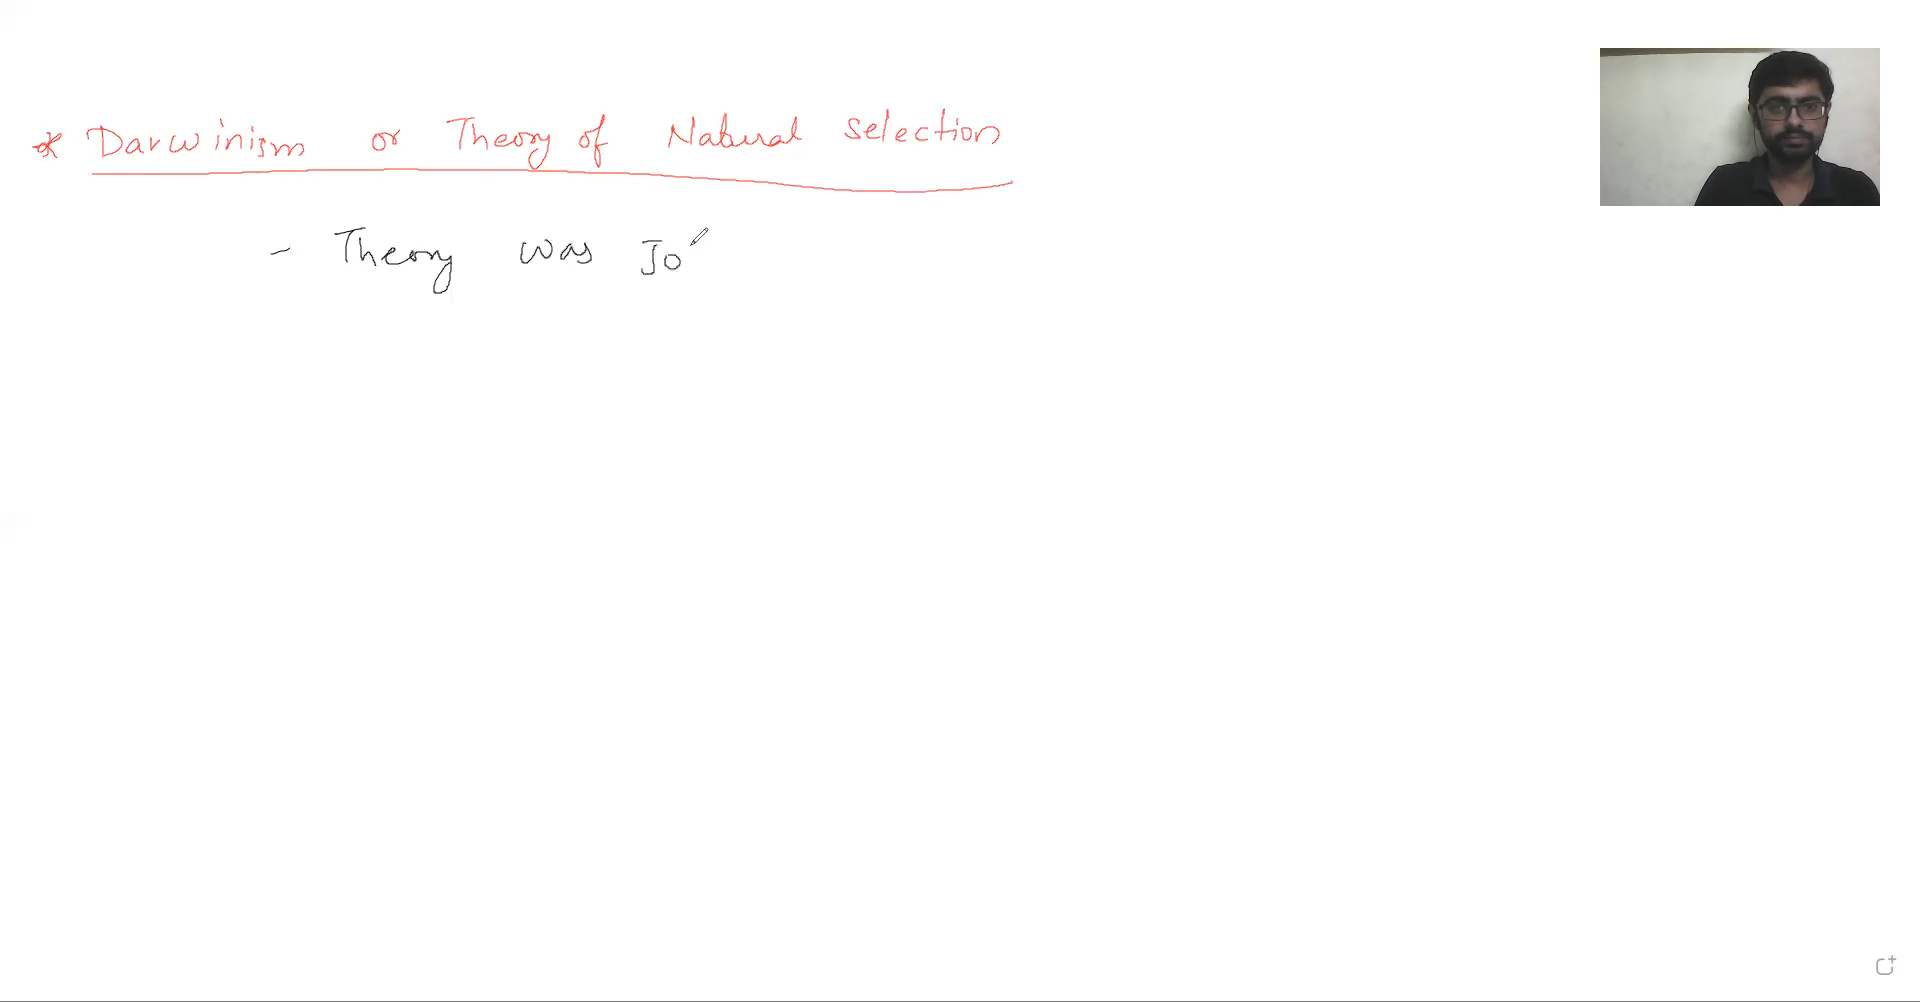 * Darwinism or Theory of Natural Selection
- Theory was Jo